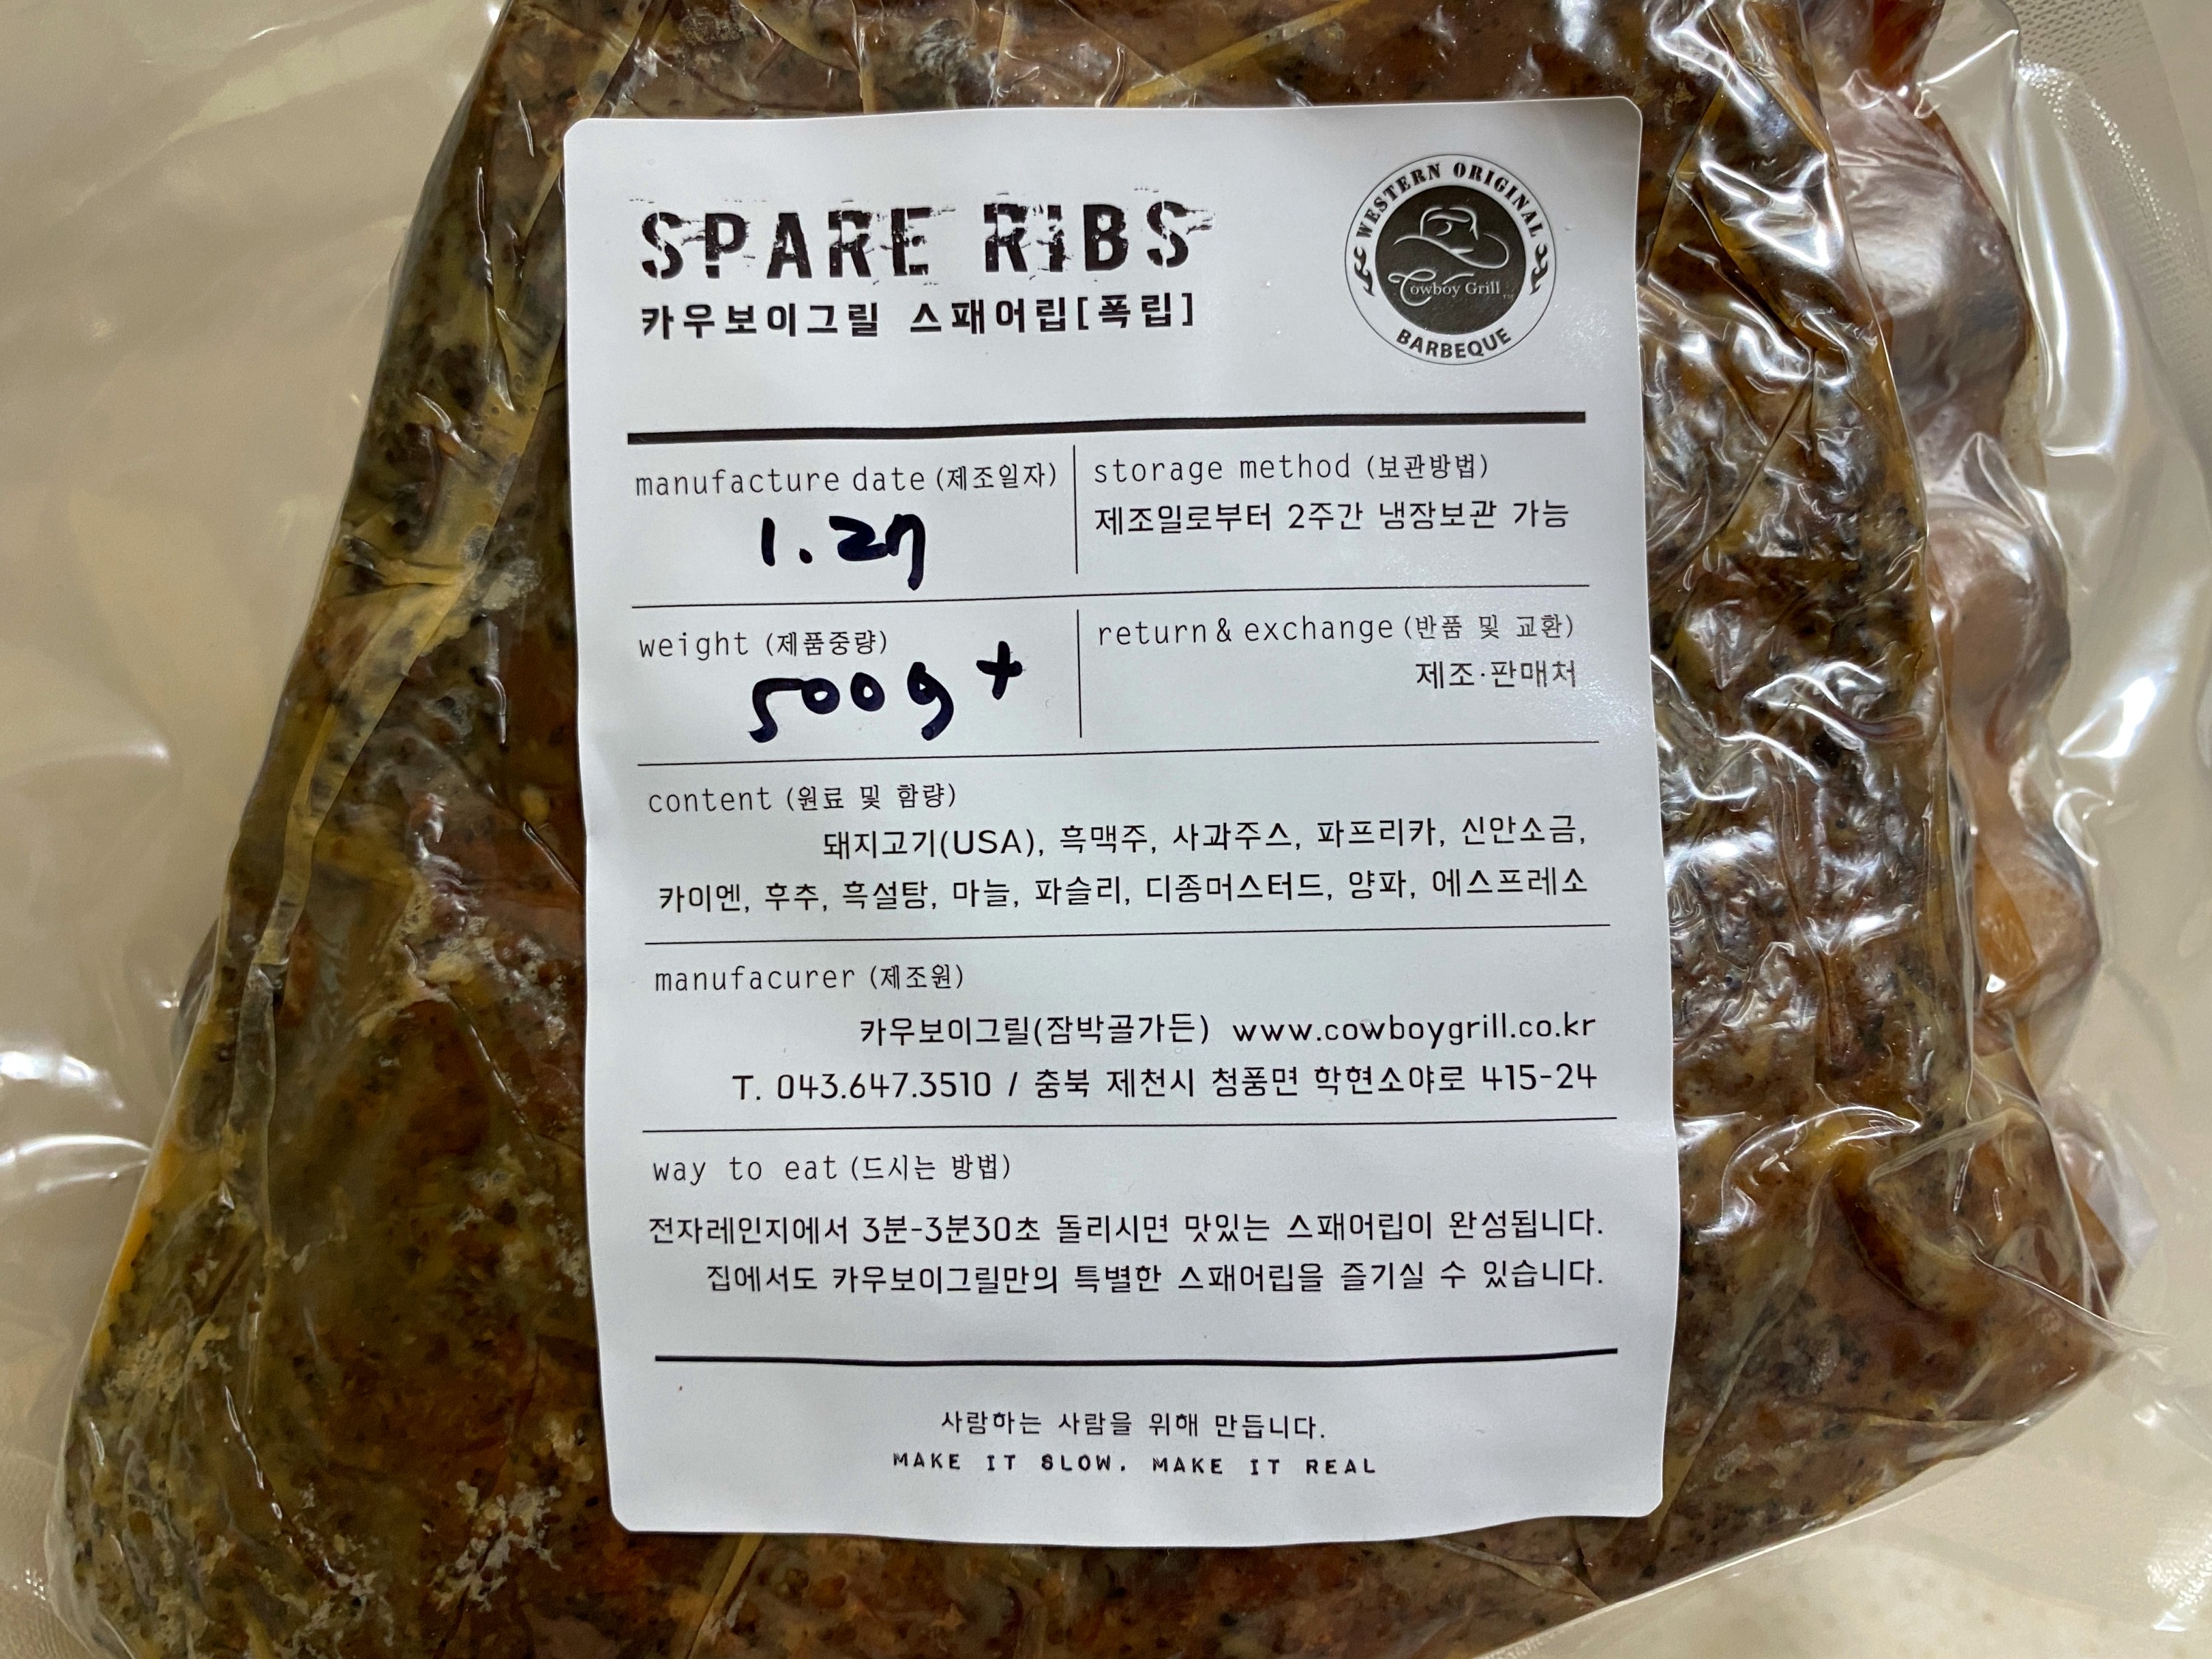 SPARE RIBS
카우보이그릴 스패어립[폭립]
WESTERN ORIGINAL
Cowboy Grill™
BARBEQUE
manufacture date (제조일자)
1.27
storage method (보관방법)
제조일로부터 2주간 냉장보관 가능
weight (제품중량)
500g+
return & exchange (반품 및 교환)
제조·판매처
content (원료 및 함량)
돼지고기(USA), 흑맥주, 사과주스, 파프리카, 신안소금,
카이엔, 후추, 흑설탕, 마늘, 파슬리, 디종머스터드, 양파, 에스프레소
manufacurer (제조원)
카우보이그릴(잠박골가든) www.cowboygrill.co.kr
T. 043.647.3510 / 충북 제천시 청풍면 학현소야로 415-24
way to eat (드시는 방법)
전자레인지에서 3분-3분30초 돌리시면 맛있는 스패어립이 완성됩니다.
집에서도 카우보이그릴만의 특별한 스패어립을 즐기실 수 있습니다.
사랑하는 사람을 위해 만듭니다.
MAKE IT SLOW. MAKE IT REAL